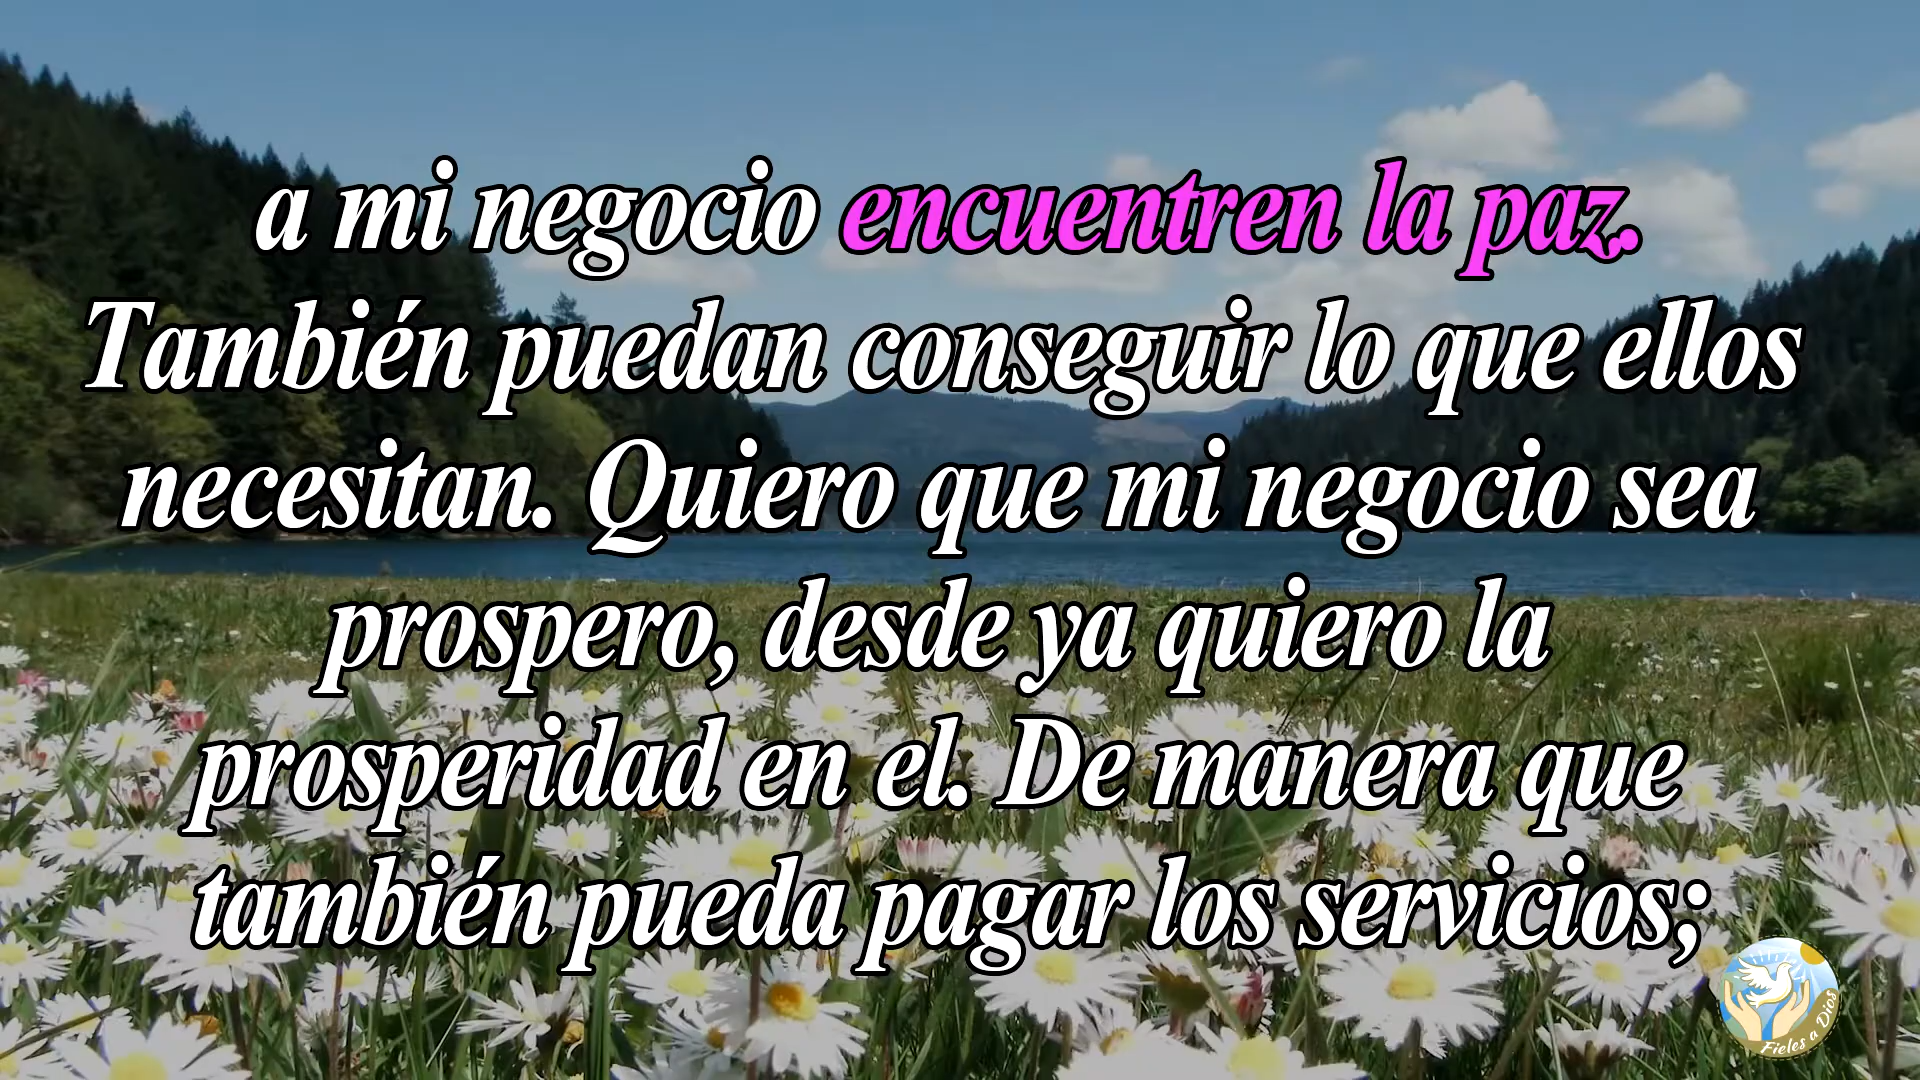 a mi negocio encuentren la paz.
También puedan conseguir lo que ellos
necesitan. Quiero que mi negocio sea
prospero, desde ya quiero la
prosperidad en el. De manera que
también pueda pagar los servicios;
Fieles a Dios